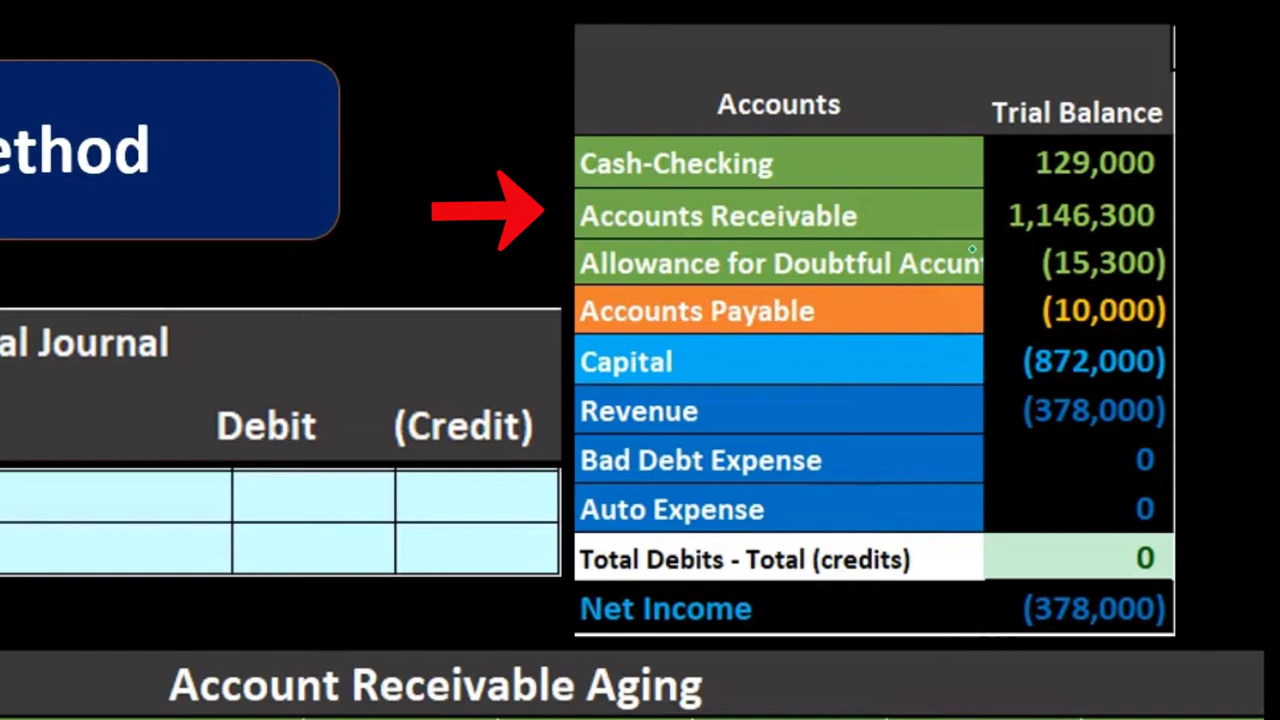 ethod
al Journal
Debit (Credit)
Accounts Trial Balance
Cash-Checking 129,000
Accounts Receivable 1,146,300
Allowance for Doubtful Accun
(15,300)
Accounts Payable (10,000)
Capital (872,000)
Revenue (378,000)
Bad Debt Expense 0
Auto Expense 0
Total Debits - Total (credits) 0
Net Income (378,000)
Account Receivable Aging